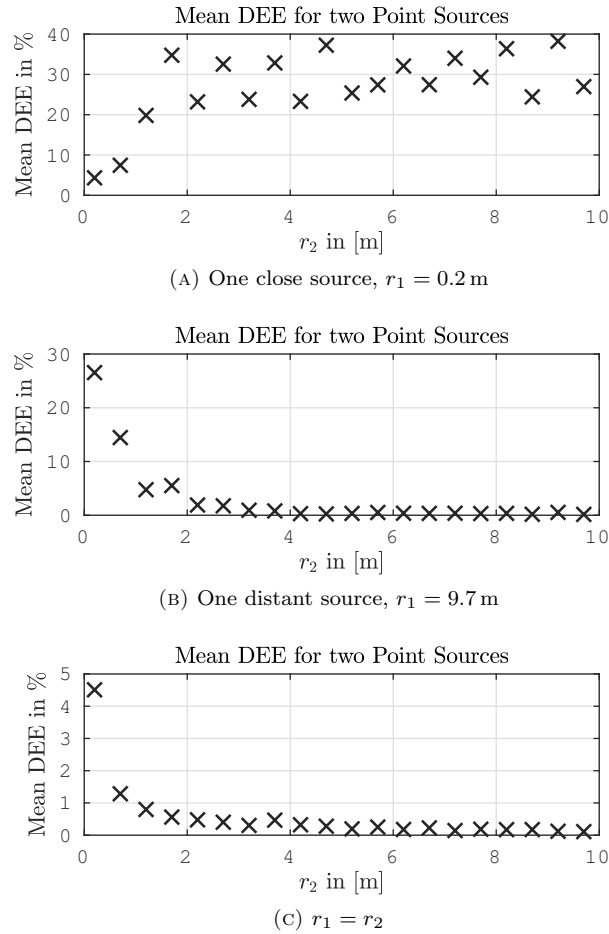 Mean DEE for two Point Sources
Mean DEE in %
40
30
20
10
0
0 2 4 6 8 10
r₂ in [m]
(A) One close source, r₁ = 0.2 m
Mean DEE for two Point Sources
Mean DEE in %
30
20
10
0
0 2 4 6 8 10
r₂ in [m]
(B) One distant source, r₁ = 9.7 m
Mean DEE for two Point Sources
Mean DEE in %
5
4
3
2
1
0
0 2 4 6 8 10
r₂ in [m]
(C) r₁ = r₂